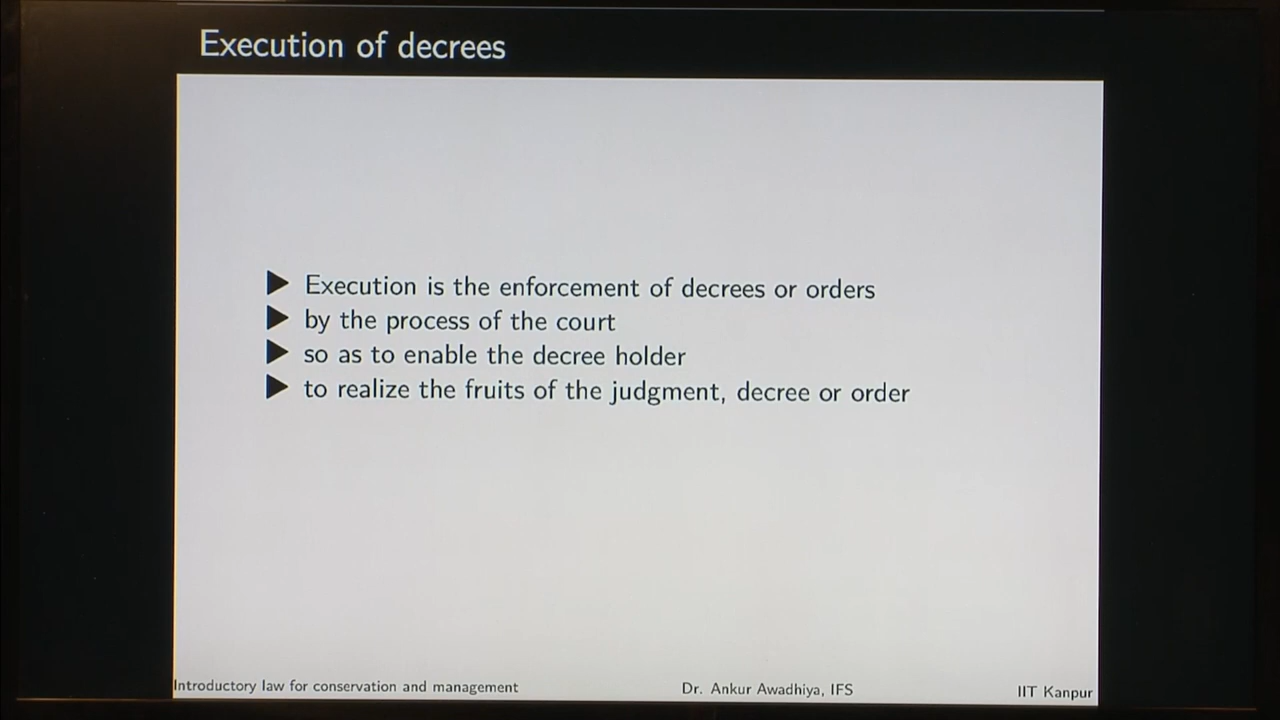 Execution of decrees
▶ Execution is the enforcement of decrees or orders
▶ by the process of the court
▶ so as to enable the decree holder
▶ to realize the fruits of the judgment, decree or order
Introductory law for conservation and management Dr. Ankur Awadhiya, IFS IIT Kanpur